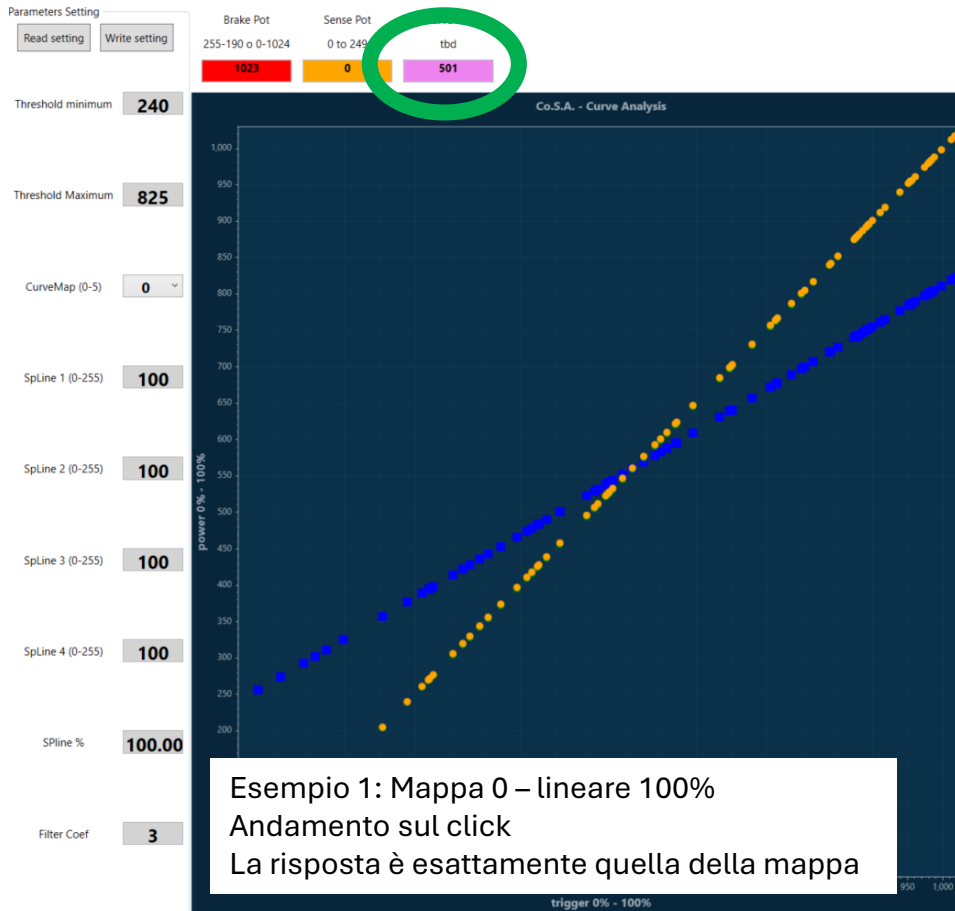 Parameters Setting
Read setting
Write setting
Brake Pot
Sense Pot
255-190 o 0-1024
0 to 249
tbd
1023
0
501
Threshold minimum
240
Threshold Maximum
825
CurveMap (0-5)
0
SpLine 1 (0-255)
100
SpLine 2 (0-255)
100
SpLine 3 (0-255)
100
SpLine 4 (0-255)
100
SPline %
100.00
Filter Coef
3
Co.S.A. - Curve Analysis
1,000
950
900
850
800
750
700
650
600
550
500
450
400
350
300
250
200
power 0% - 100%
Esempio 1: Mappa 0 – lineare 100%
Andamento sul click
La risposta è esattamente quella della mappa
950
1,000
trigger 0% - 100%